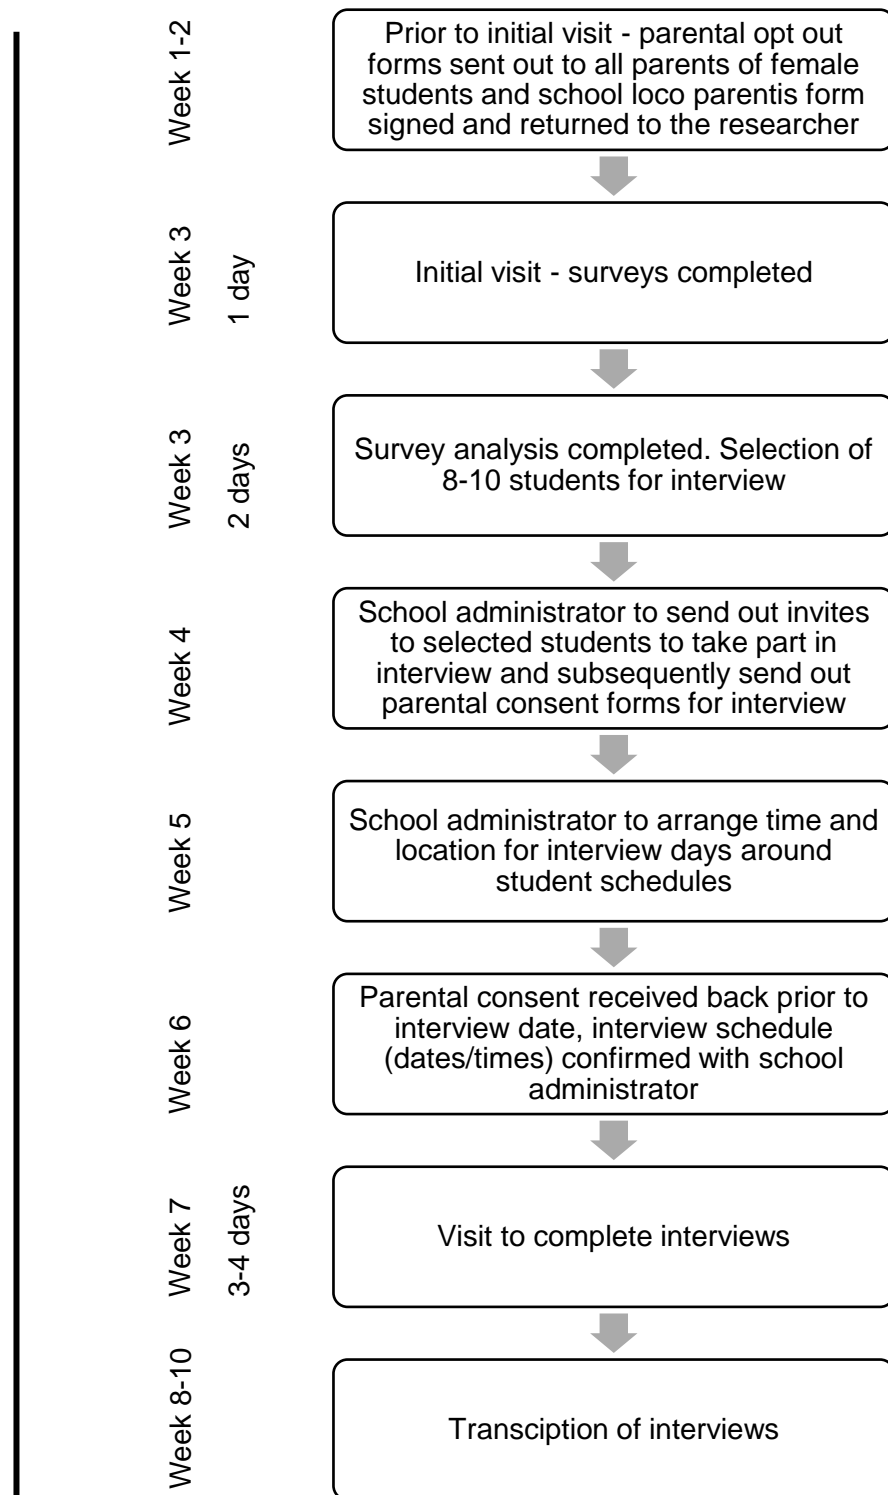 Week 1-2
Prior to initial visit - parental opt out
forms sent out to all parents of female
students and school loco parentis form
signed and returned to the researcher
Week 3
1 day
Initial visit - surveys completed
Week 3
2 days
Survey analysis completed. Selection of
8-10 students for interview
Week 4
School administrator to send out invites
to selected students to take part in
interview and subsequently send out
parental consent forms for interview
Week 5
School administrator to arrange time and
location for interview days around
student schedules
Week 6
Parental consent received back prior to
interview date, interview schedule
(dates/times) confirmed with school
administrator
Week 7
3-4 days
Visit to complete interviews
Week 8-10
Transciption of interviews